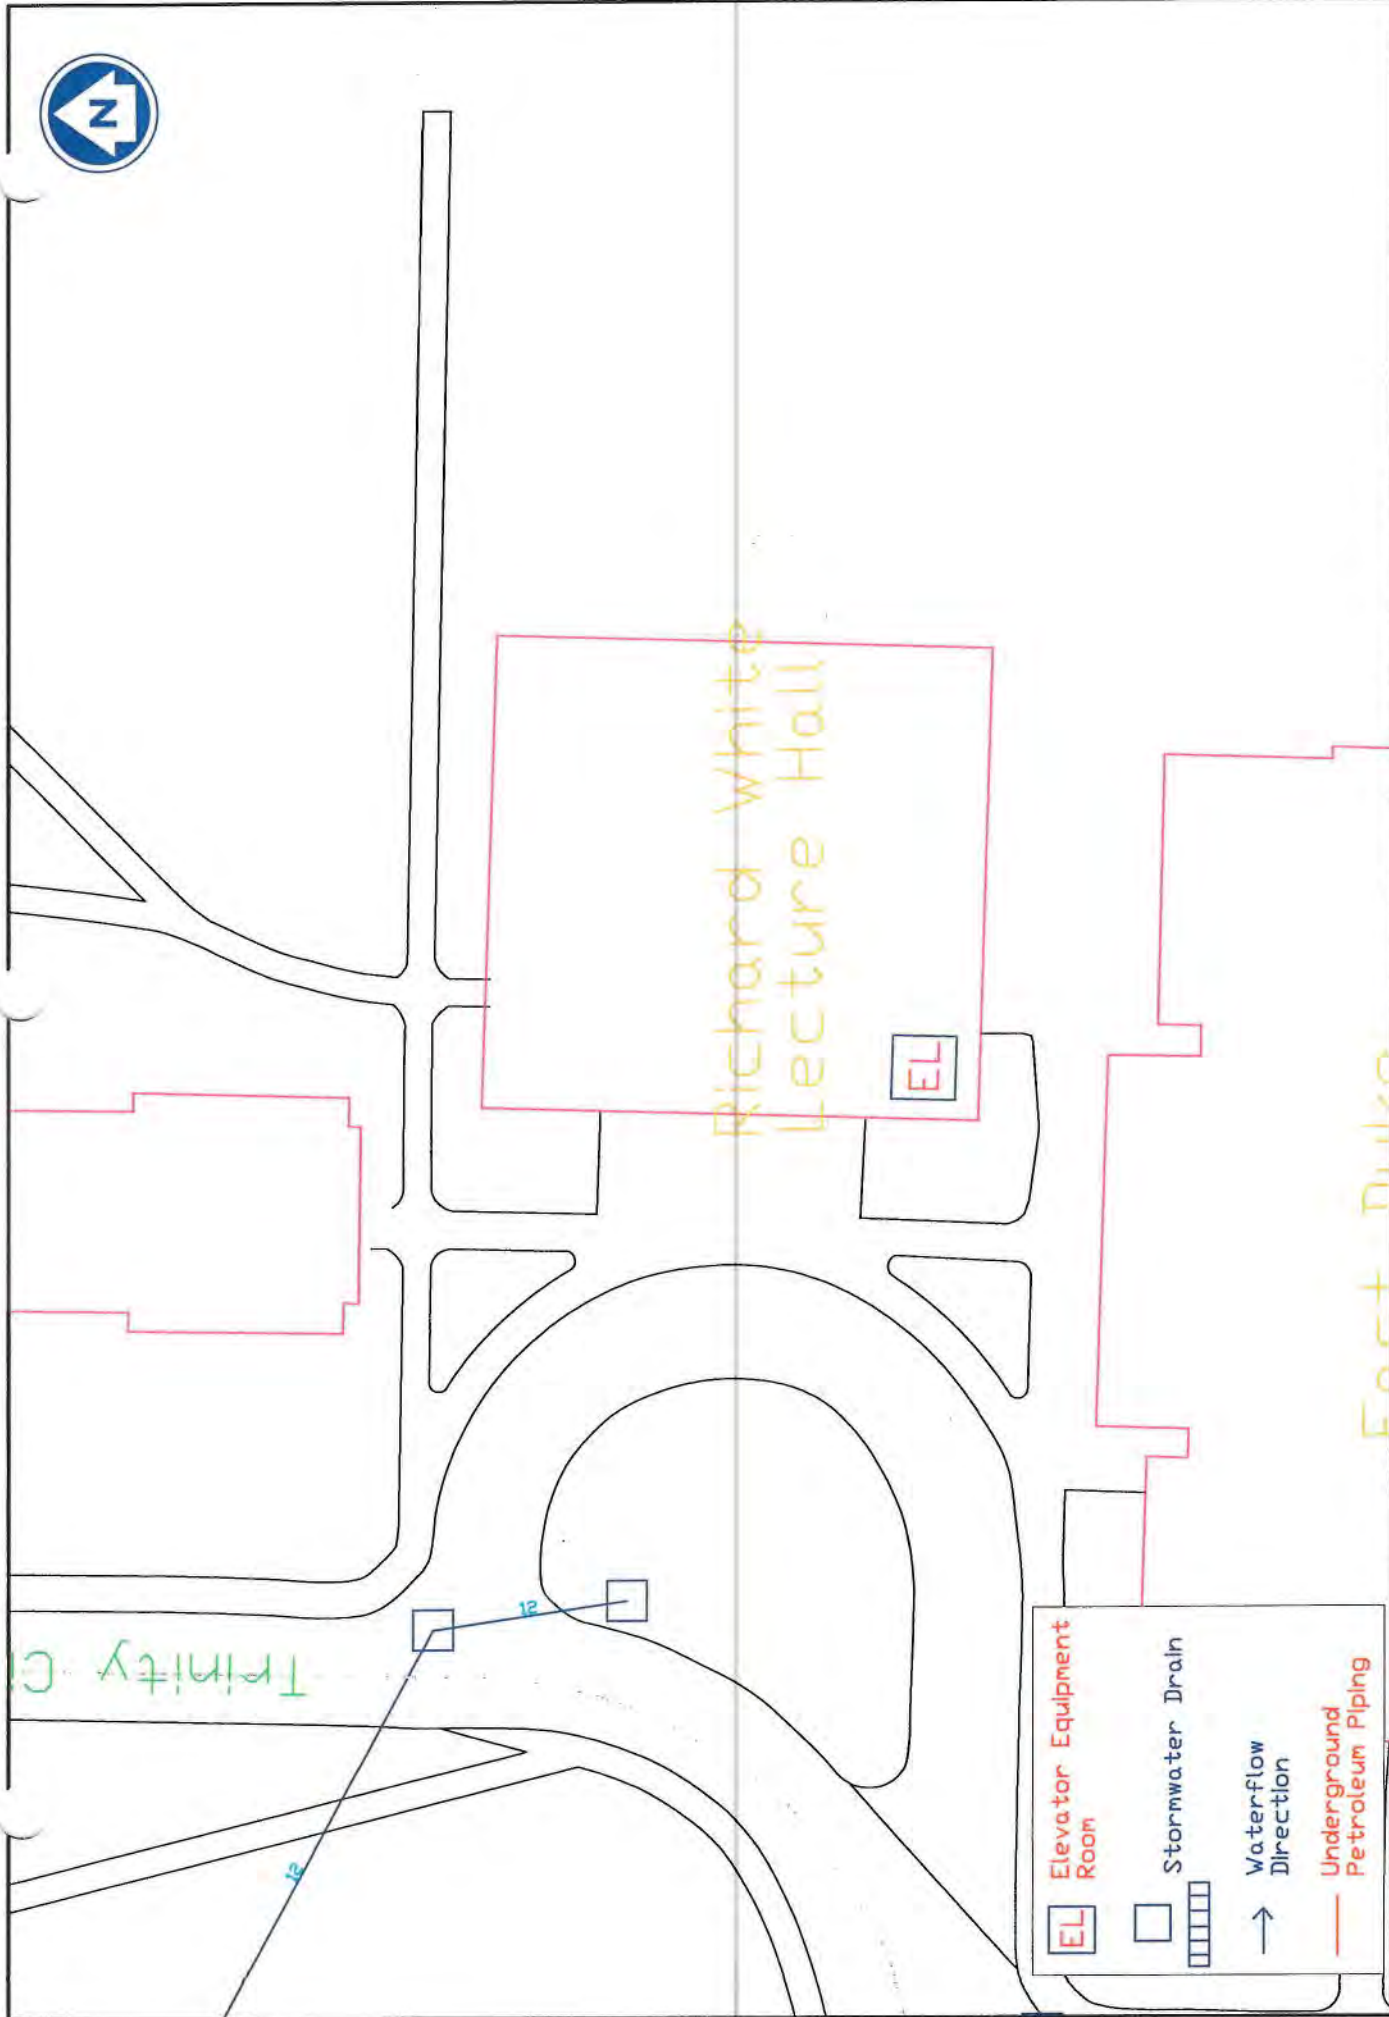 N
Trinity Ci
12
12
Richard White
Lecture Hall
EL
East Duke
EL
Elevator Equipment
Room
Stormwater Drain
Waterflow
Direction
Underground
Petroleum Piping